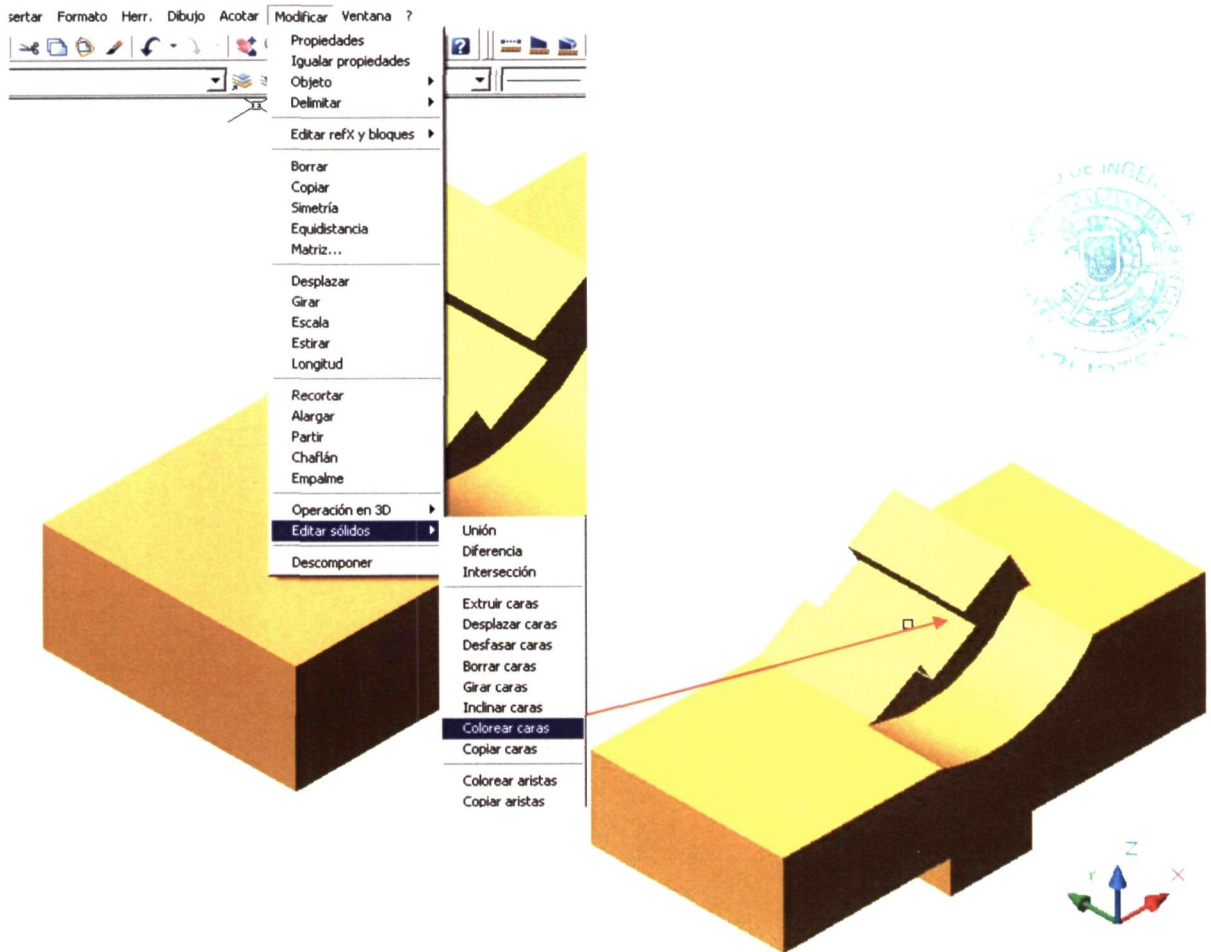 sertar Formato Herr. Dibujo Acotar Modificar Ventana ?
Propiedades
Igualar propiedades
Objeto
Delimitar
Editar refX y bloques
Borrar
Copiar
Simetría
Equidistancia
Matriz...
Desplazar
Girar
Escala
Estirar
Longitud
Recortar
Alargar
Partir
Chaflán
Empalme
Operación en 3D
Editar sólidos
Descomponer
Unión
Diferencia
Intersección
Extruir caras
Desplazar caras
Desfasar caras
Borrar caras
Girar caras
Inclinar caras
Colorear caras
Copiar caras
Colorear aristas
Copiar aristas
Z
Y
X